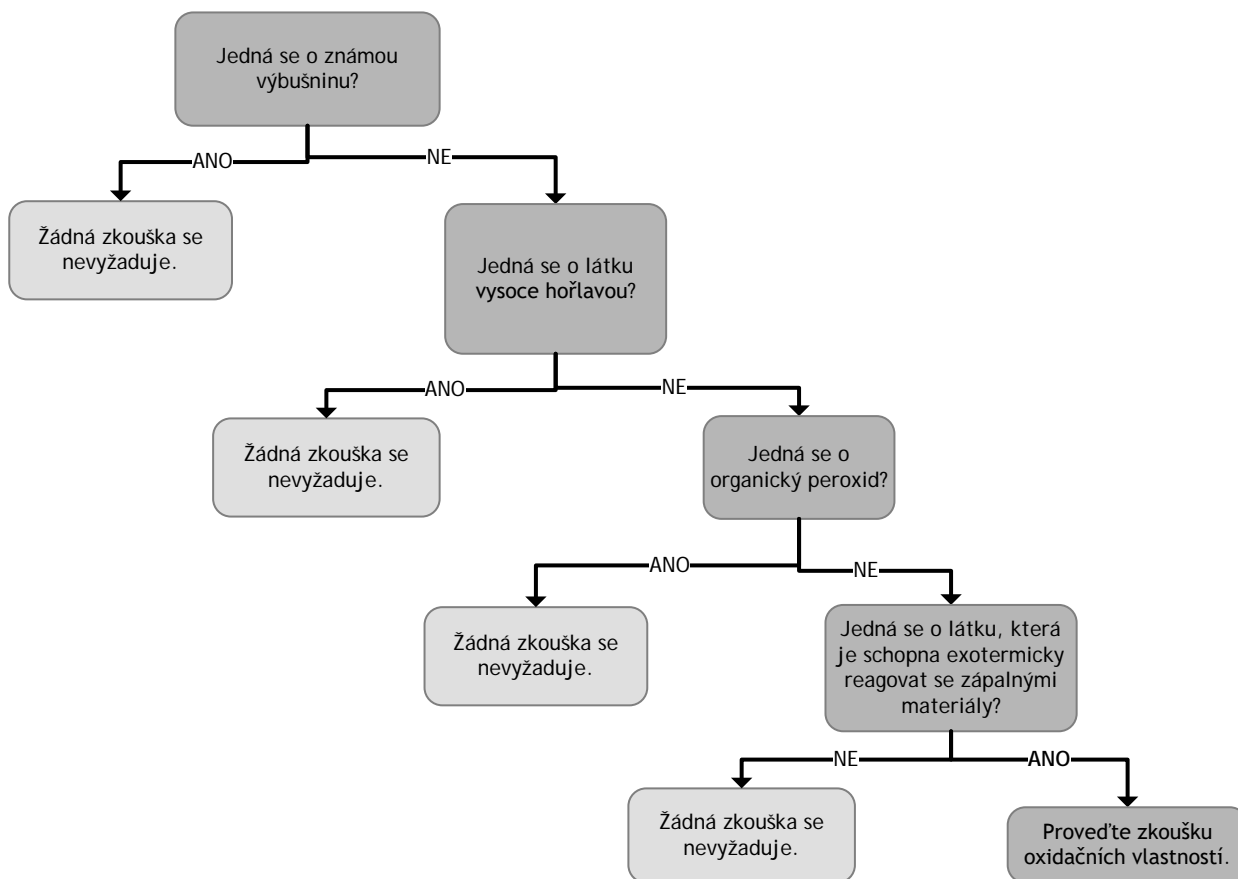 Jedná se o známou
výbušninu?
ANO
NE
Žádná zkouška se
nevyžaduje.
Jedná se o látku
vysoce hořlavou?
ANO
NE
Žádná zkouška se
nevyžaduje.
Jedná se o
organický peroxid?
ANO
NE
Žádná zkouška se
nevyžaduje.
Jedná se o látku, která
je schopna exotermicky
reagovat se zápalnými
materiály?
NE
ANO
Žádná zkouška se
nevyžaduje.
Proveďte zkoušku
oxidačních vlastností.